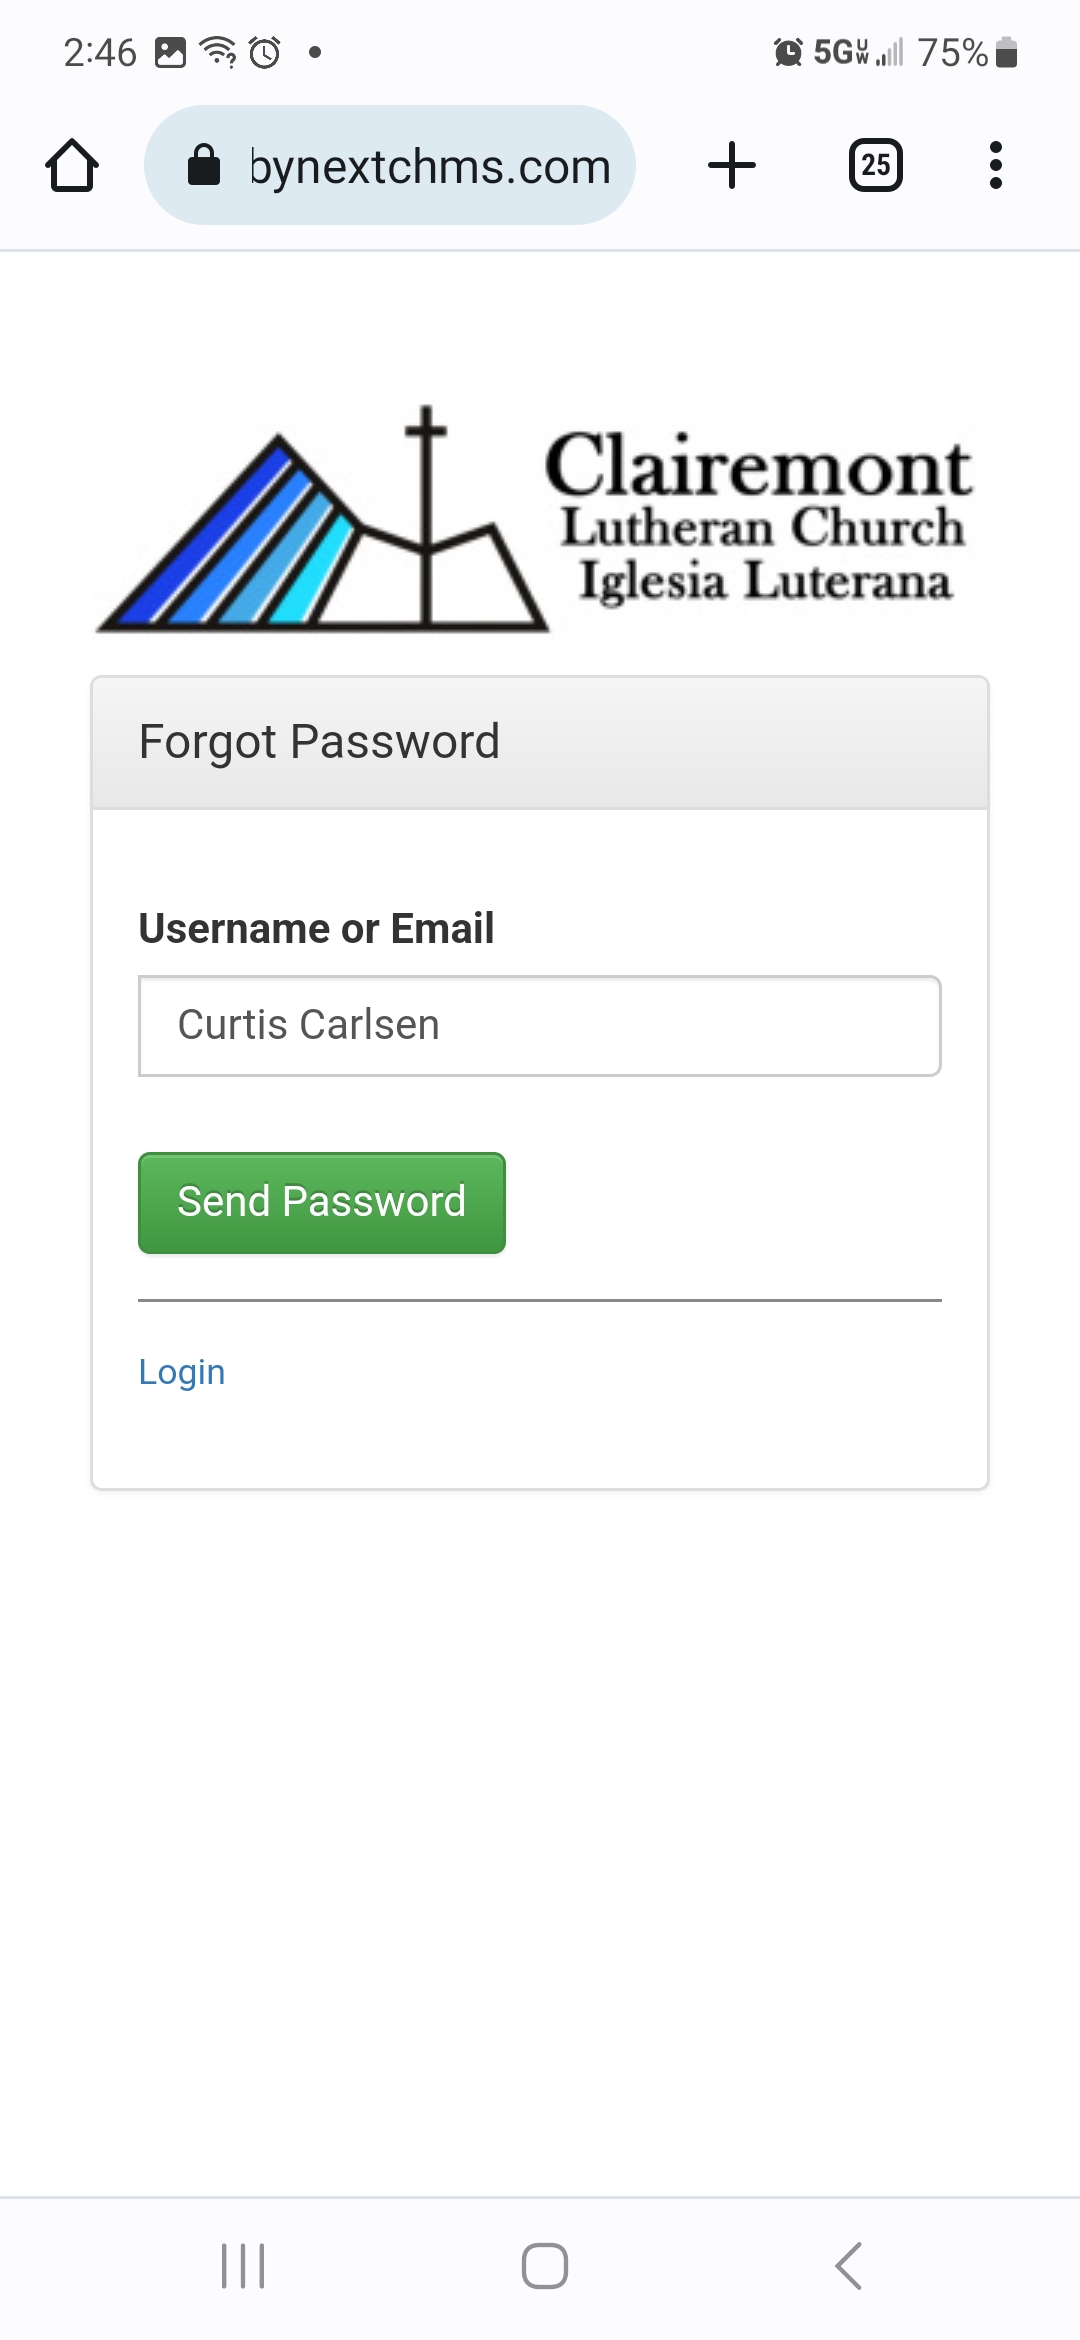 2:46 5G UW 75%
bynextchms.com 25
Clairemont
Lutheran Church
Iglesia Luterana
Forgot Password
Username or Email
Curtis Carlsen
Send Password
Login